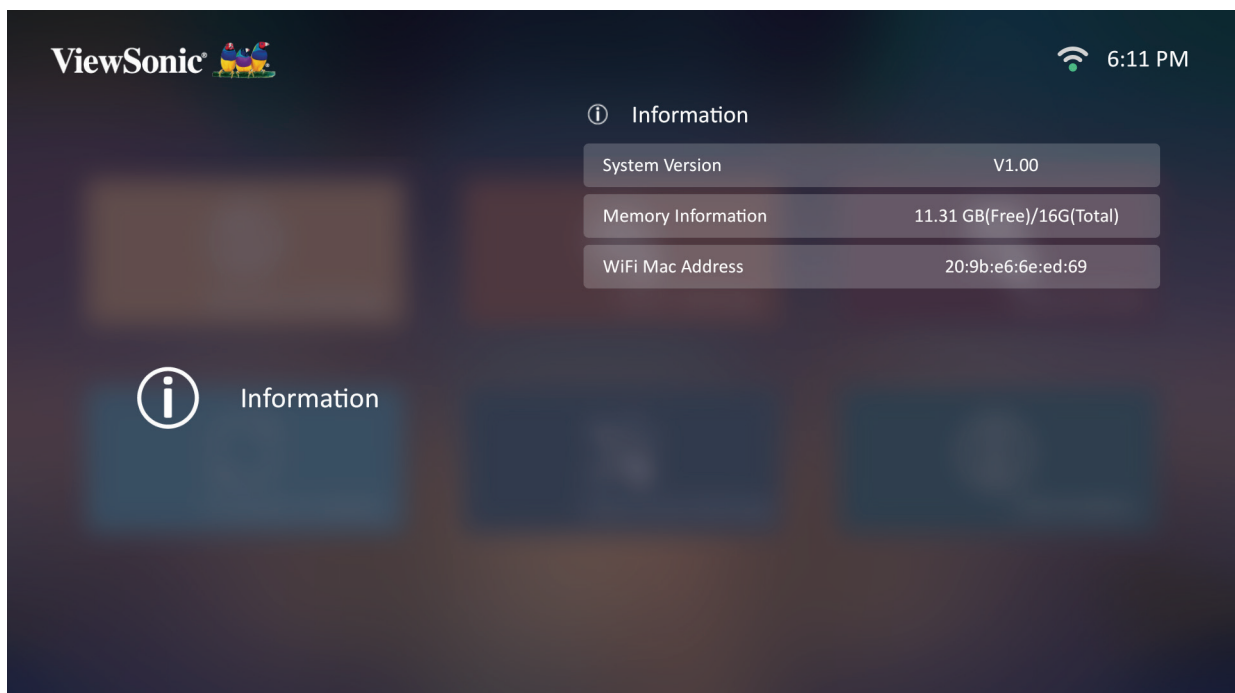 ViewSonic®
6:11 PM
Information
System Version V1.00
Memory Information 11.31 GB(Free)/16G(Total)
WiFi Mac Address 20:9b:e6:6e:ed:69
Information